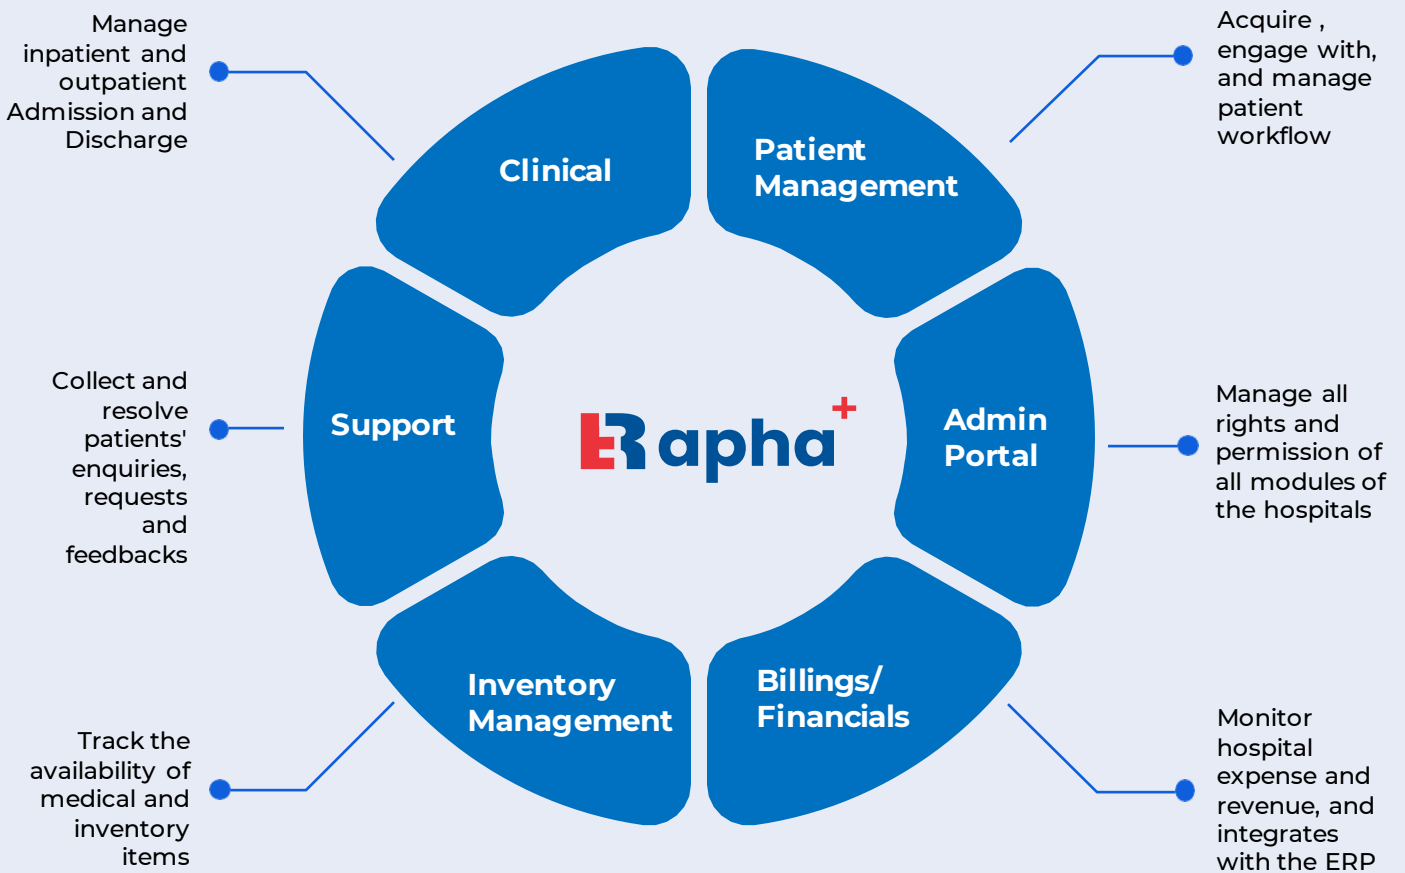 Manage
inpatient and
outpatient
Admission and
Discharge
Acquire ,
engage with,
and manage
patient
workflow
Clinical
Patient
Management
Collect and
resolve
patients'
enquiries,
requests
and
feedbacks
Support
ERapha+
Admin
Portal
Manage all
rights and
permission of
all modules of
the hospitals
Inventory
Management
Billings/
Financials
Track the
availability of
medical and
inventory
items
Monitor
hospital
expense and
revenue, and
integrates
with the ERP